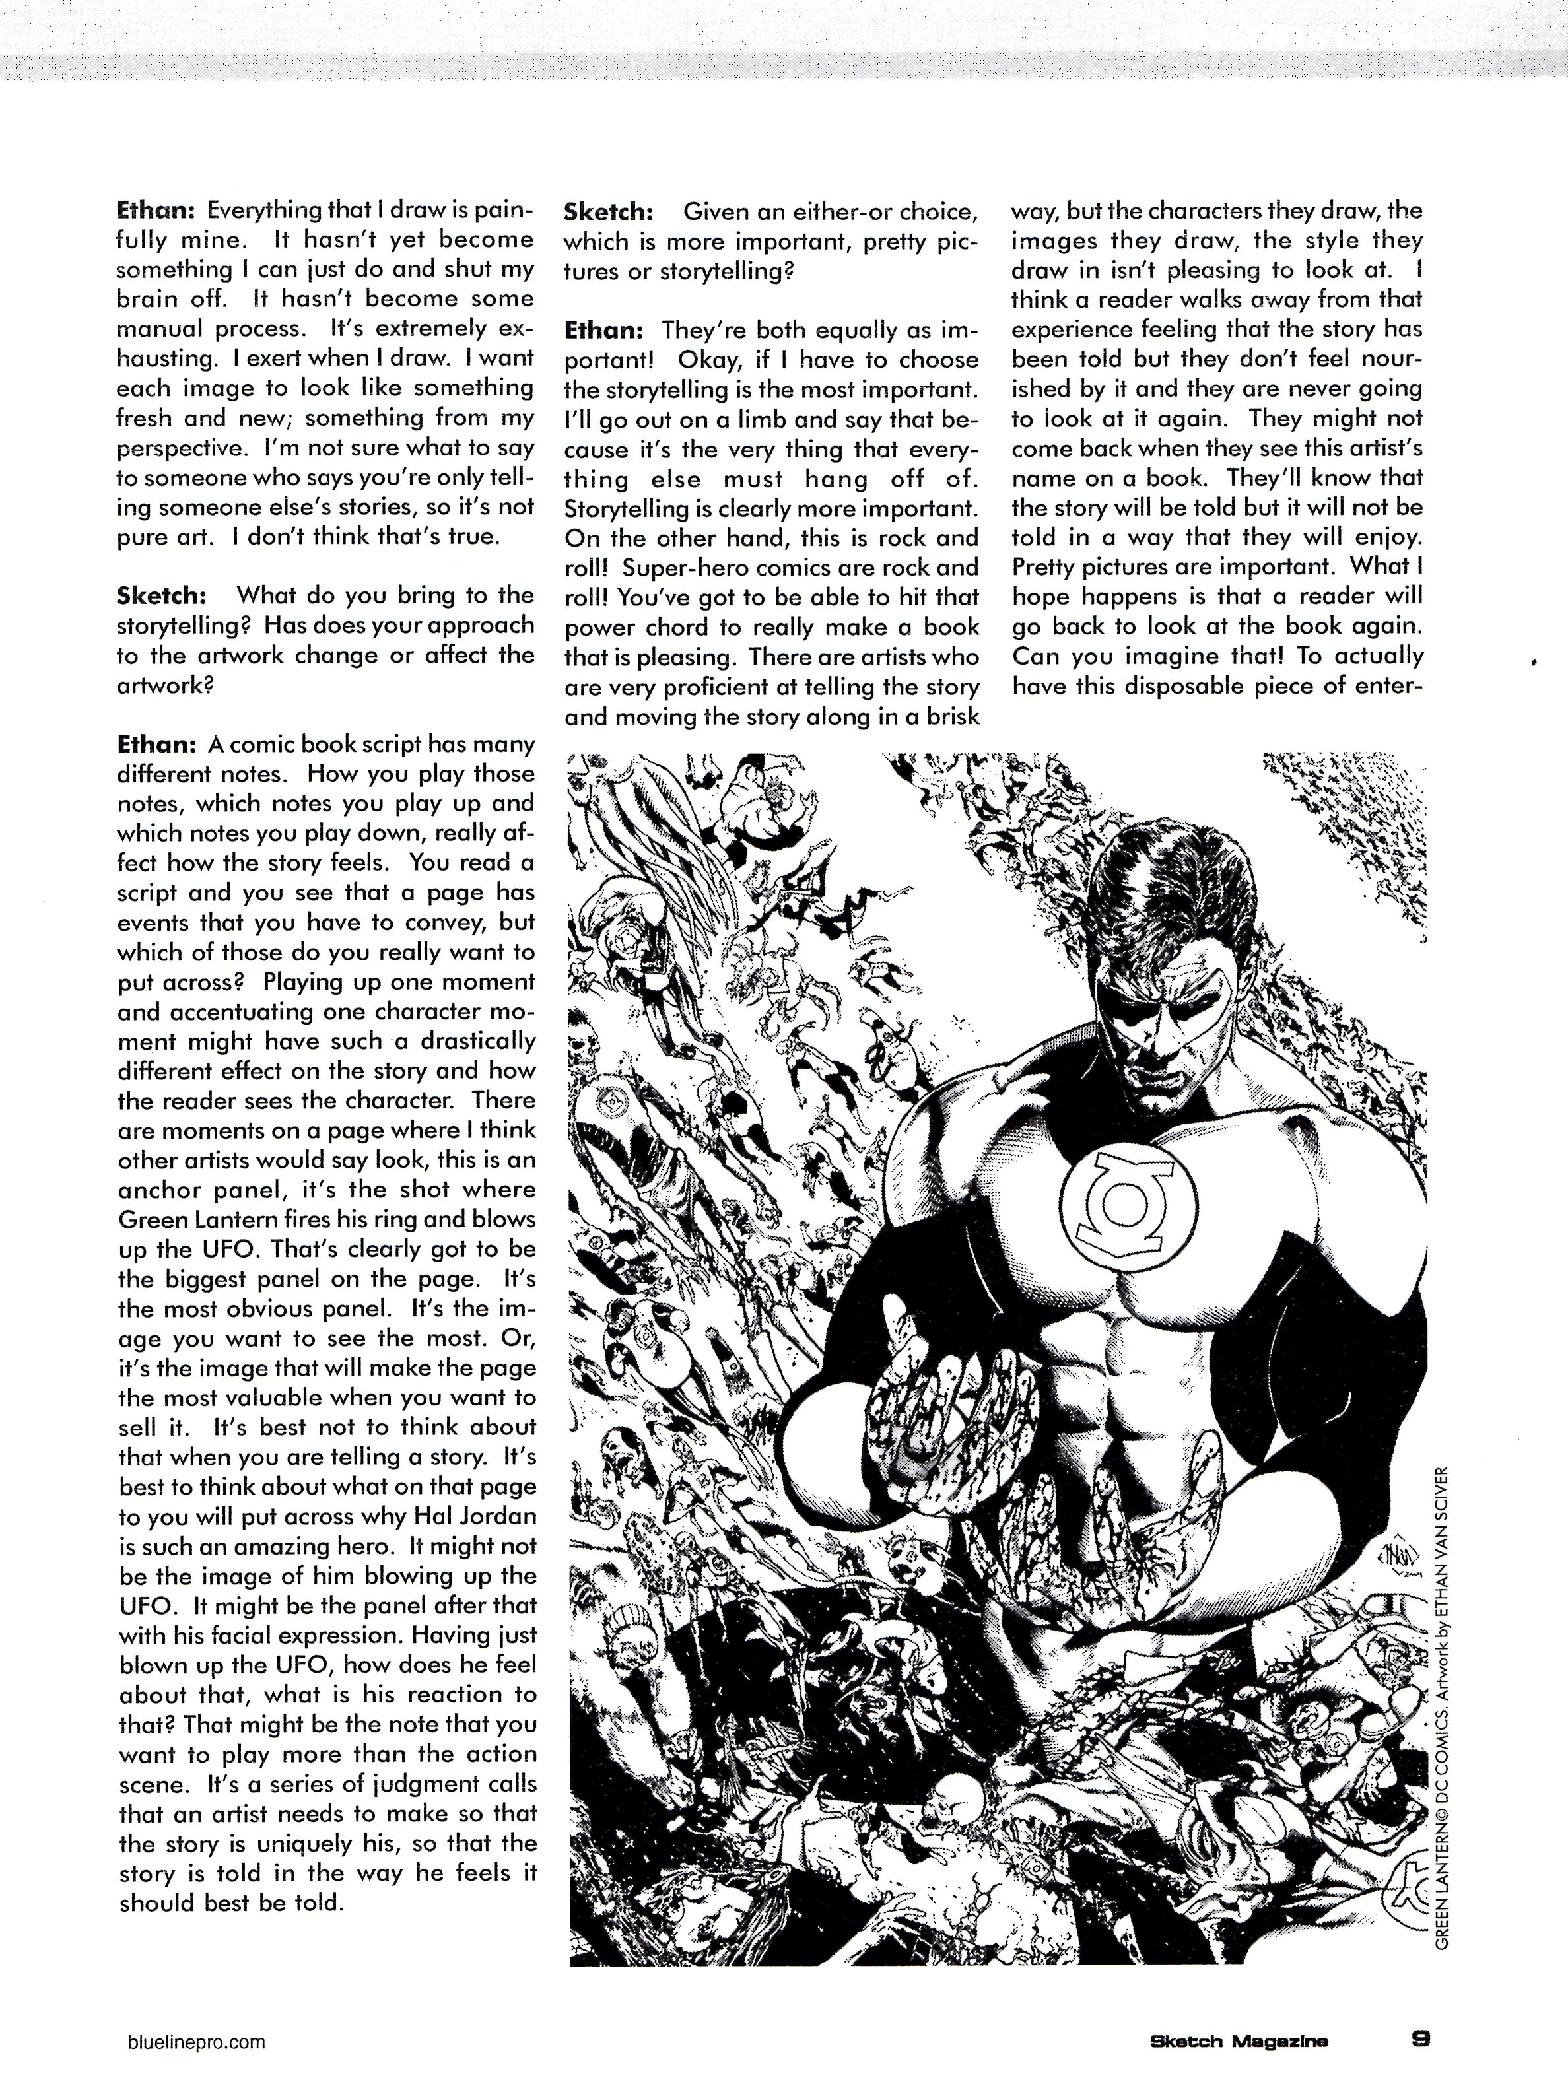 Ethan: Everything that I draw is pain-
fully mine. It hasn't yet become
something I can just do and shut my
brain off. It hasn't become some
manual process. It's extremely ex-
hausting. I exert when I draw. I want
each image to look like something
fresh and new; something from my
perspective. I'm not sure what to say
to someone who says you're only tell-
ing someone else's stories, so it's not
pure art. I don't think that's true.
Sketch: What do you bring to the
storytelling? Has does your approach
to the artwork change or affect the
artwork?
Ethan: A comic book script has many
different notes. How you play those
notes, which notes you play up and
which notes you play down, really af-
fect how the story feels. You read a
script and you see that a page has
events that you have to convey, but
which of those do you really want to
put across? Playing up one moment
and accentuating one character mo-
ment might have such a drastically
different effect on the story and how
the reader sees the character. There
are moments on a page where I think
other artists would say look, this is an
anchor panel, it's the shot where
Green Lantern fires his ring and blows
up the UFO. That's clearly got to be
the biggest panel on the page. It's
the most obvious panel. It's the im-
age you want to see the most. Or,
it's the image that will make the page
the most valuable when you want to
sell it. It's best not to think about
that when you are telling a story. It's
best to think about what on that page
to you will put across why Hal Jordan
is such an amazing hero. It might not
be the image of him blowing up the
UFO. It might be the panel after that
with his facial expression. Having just
blown up the UFO, how does he feel
about that, what is his reaction to
that? That might be the note that you
want to play more than the action
scene. It's a series of judgment calls
that an artist needs to make so that
the story is uniquely his, so that the
story is told in the way he feels it
should best be told.
Sketch: Given an either-or choice,
which is more important, pretty pic-
tures or storytelling?
Ethan: They're both equally as im-
portant! Okay, if I have to choose
the storytelling is the most important.
I'll go out on a limb and say that be-
cause it's the very thing that every-
thing else must hang off of.
Storytelling is clearly more important.
On the other hand, this is rock and
roll! Super-hero comics are rock and
roll! You've got to be able to hit that
power chord to really make a book
that is pleasing. There are artists who
are very proficient at telling the story
and moving the story along in a brisk
way, but the characters they draw, the
images they draw, the style they
draw in isn't pleasing to look at. I
think a reader walks away from that
experience feeling that the story has
been told but they don't feel nour-
ished by it and they are never going
to look at it again. They might not
come back when they see this artist's
name on a book. They'll know that
the story will be told but it will not be
told in a way that they will enjoy.
Pretty pictures are important. What I
hope happens is that a reader will
go back to look at the book again.
Can you imagine that! To actually
have this disposable piece of enter-
GREEN LANTERN© DC COMICS. Artwork by ETHAN VAN SCIVER
bluelinepro.com
Sketch Magazine 9